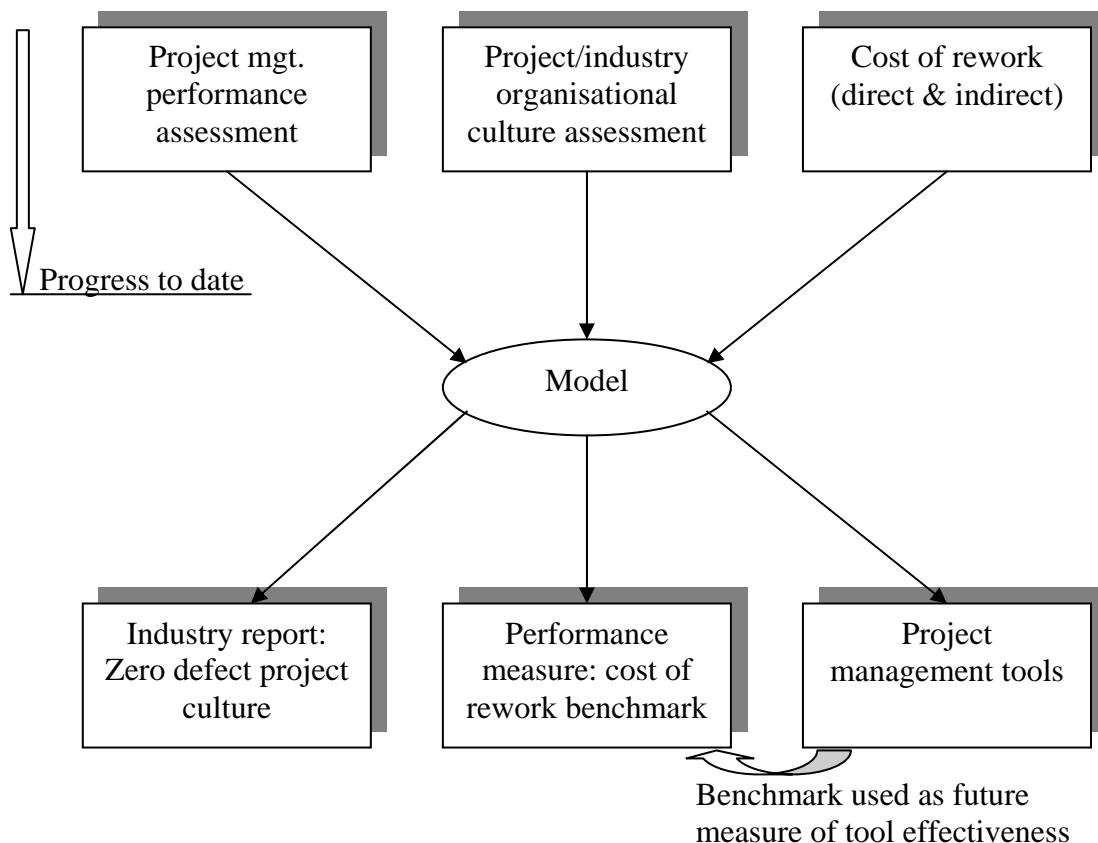 Project mgt.
performance
assessment
Project/industry
organisational
culture assessment
Cost of rework
(direct & indirect)
Progress to date
Model
Industry report:
Zero defect project
culture
Performance
measure: cost of
rework benchmark
Project
management tools
Benchmark used as future
measure of tool effectiveness